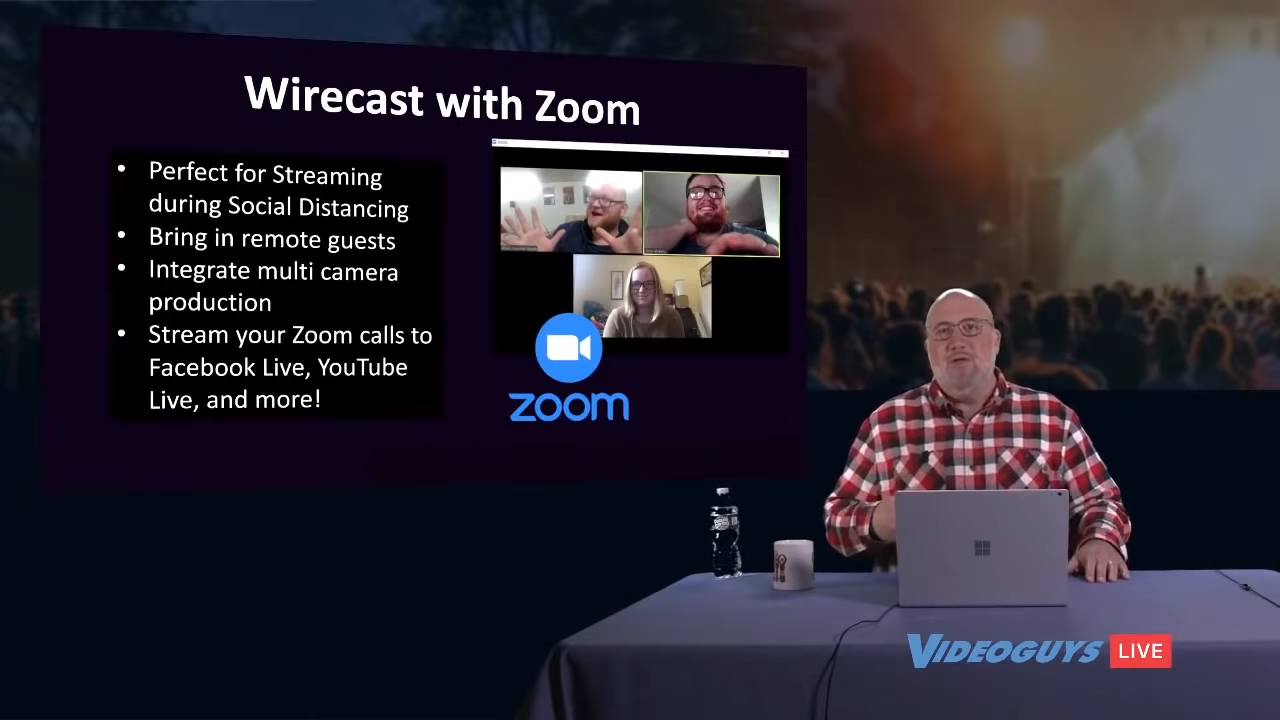 Wirecast with Zoom
• Perfect for Streaming
during Social Distancing
• Bring in remote guests
• Integrate multi camera
production
• Stream your Zoom calls to
Facebook Live, YouTube
Live, and more!
zoom
VIDEOGUYS LIVE